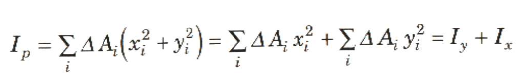 I_p = ∑_i ΔA_i(x_i^2 + y_i^2) = ∑_i ΔA_i x_i^2 + ∑_i ΔA_i y_i^2 = I_y + I_x